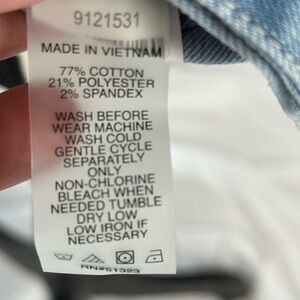 9121531
MADE IN VIETNAM
77% COTTON
21% POLYESTER
2% SPANDEX
WASH BEFORE
WEAR MACHINE
WASH COLD
GENTLE CYCLE
SEPARATELY
ONLY
NON-CHLORINE
BLEACH WHEN
NEEDED TUMBLE
DRY LOW
LOW IRON IF
NECESSARY
RN#51323